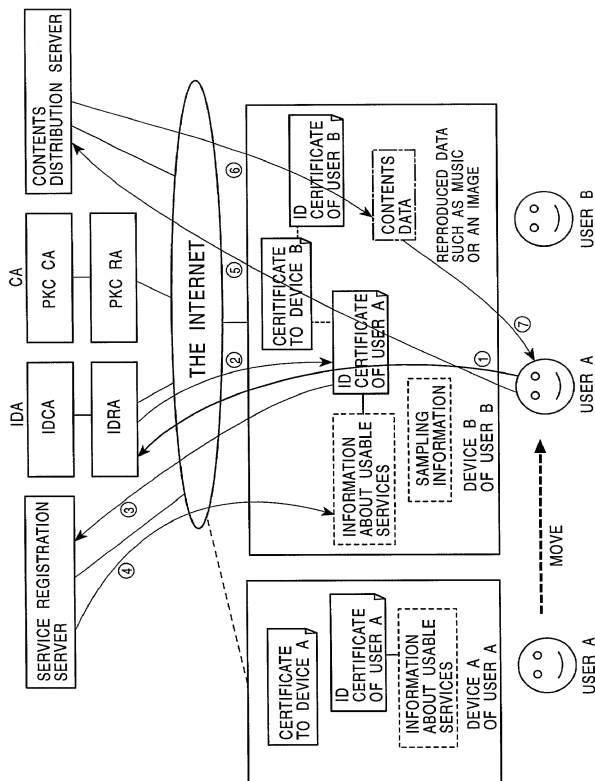 SERVICE REGISTRATION
SERVER
IDA
IDCA
IDRA
CA
PKC CA
PKC RA
CONTENTS
DISTRIBUTION SERVER
THE INTERNET
①
②
③
④
⑤
⑥
⑦
CERTIFICATE
TO DEVICE A
ID
CERTIFICATE
OF USER A
INFORMATION
ABOUT USABLE
SERVICES
DEVICE A
OF USER A
CERITIFICATE
TO DEVICE B
ID
CERTIFICATE
OF USER B
ID
CERTIFICATE
OF USER A
INFORMATION
ABOUT USABLE
SERVICES
SAMPLING
INFORMATION
DEVICE B
OF USER B
CONTENTS
DATA
REPRODUCED DATA
SUCH AS MUSIC
OR AN IMAGE
USER A
MOVE
USER A
USER B